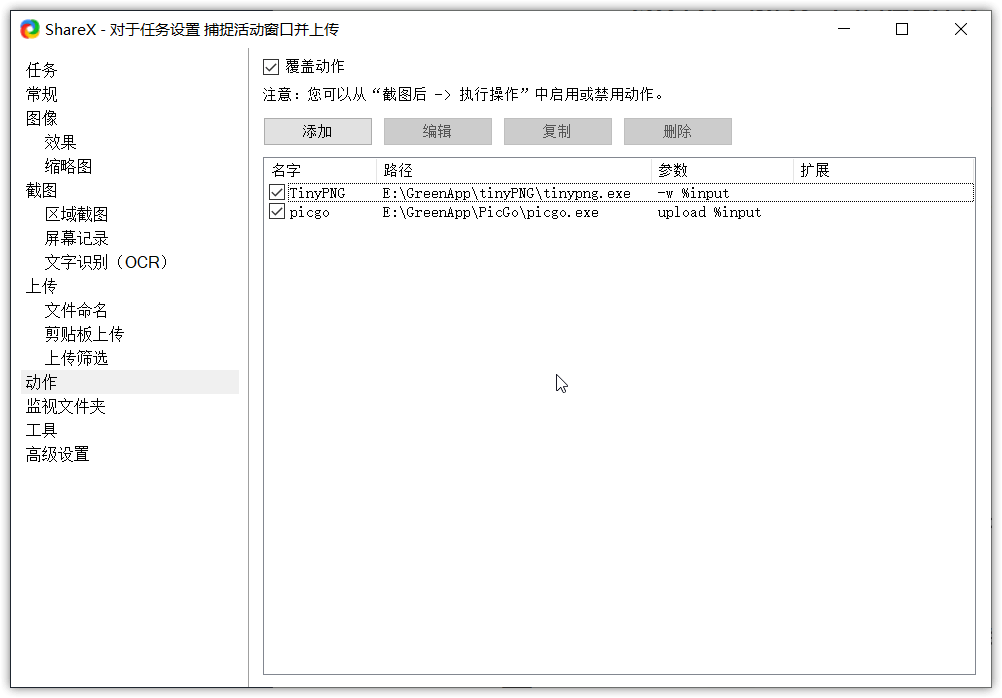 ShareX - 对于任务设置 捕捉活动窗口并上传
任务
常规
图像
效果
缩略图
截图
区域截图
屏幕记录
文字识别（OCR）
上传
文件命名
剪贴板上传
上传筛选
动作
监视文件夹
工具
高级设置
覆盖动作
注意：您可以从“截图后 -> 执行操作”中启用或禁用动作。
添加 编辑 复制 删除
名字 路径 参数 扩展
TinyPNG E:\GreenApp\tinyPNG\tinypng.exe -w %input
picgo E:\GreenApp\PicGo\picgo.exe upload %input